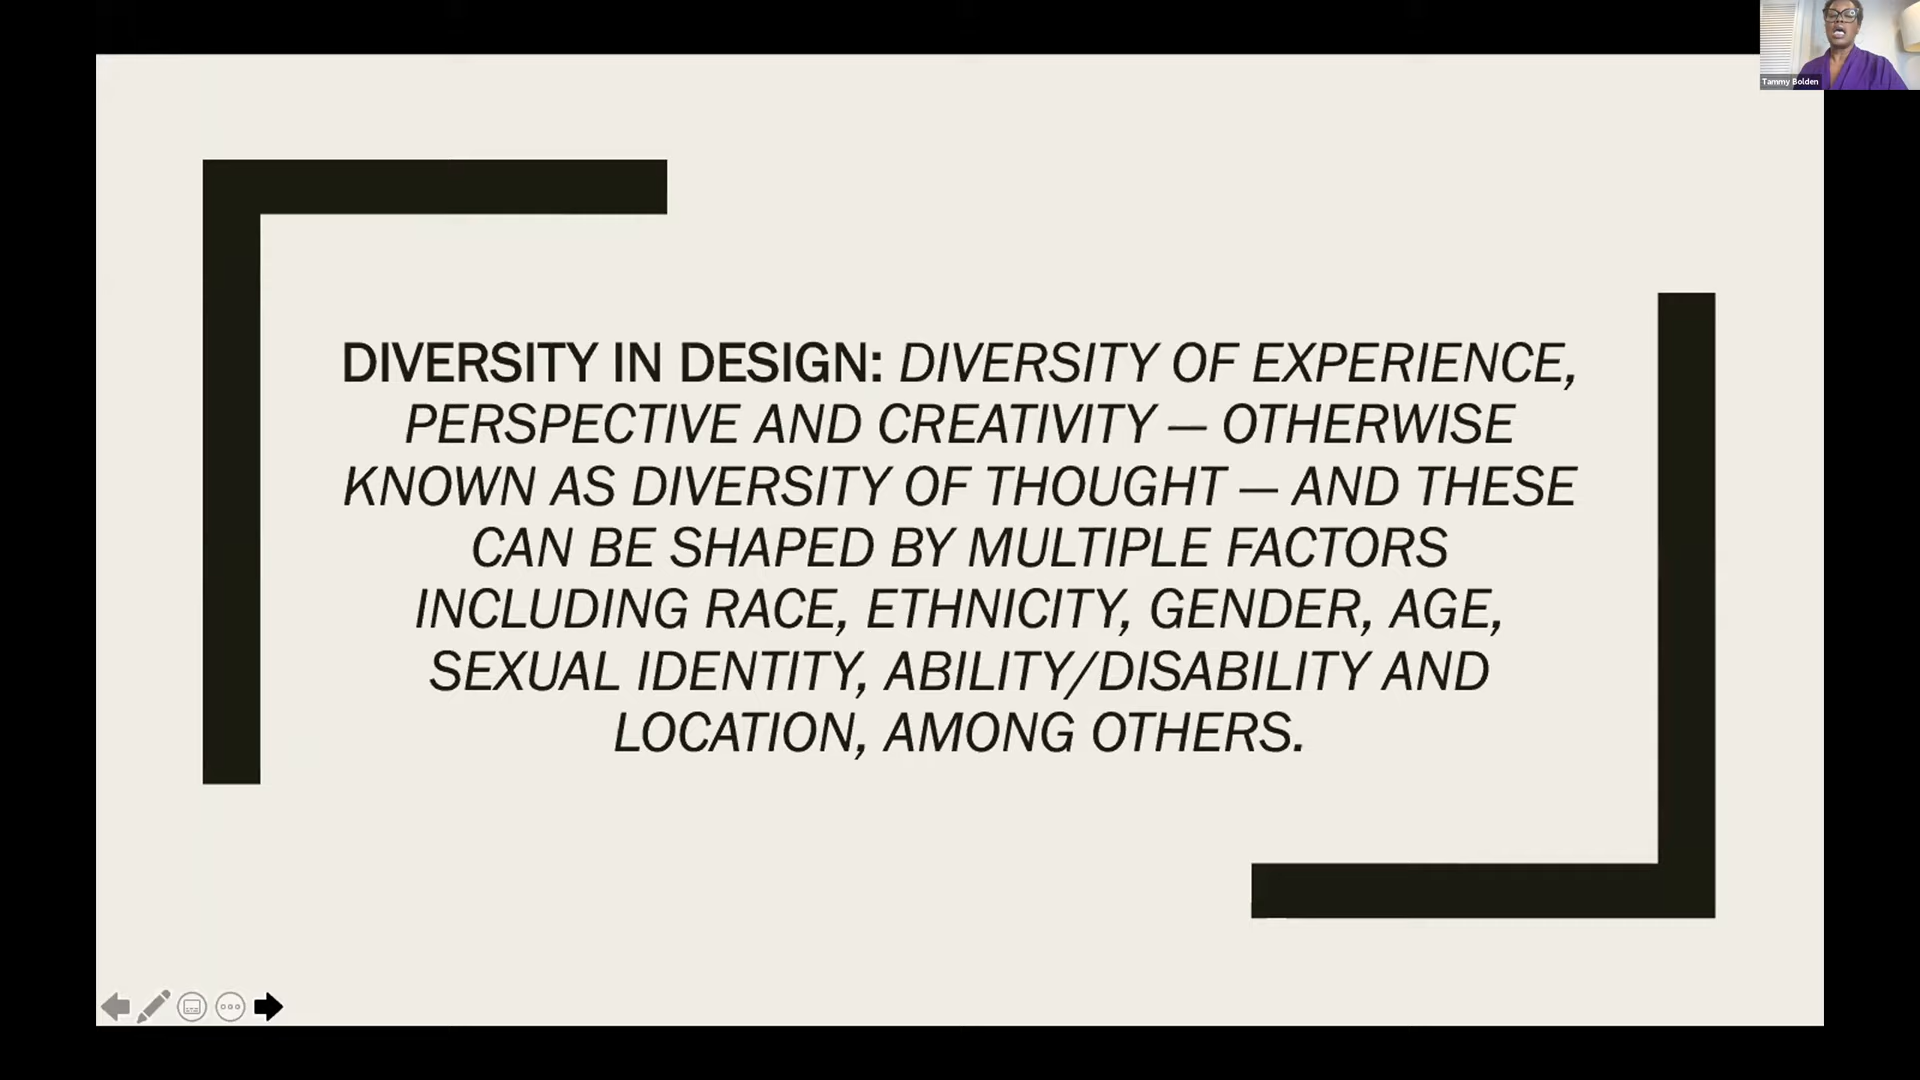 Tammy Bolden
DIVERSITY IN DESIGN: DIVERSITY OF EXPERIENCE,
PERSPECTIVE AND CREATIVITY — OTHERWISE
KNOWN AS DIVERSITY OF THOUGHT — AND THESE
CAN BE SHAPED BY MULTIPLE FACTORS
INCLUDING RACE, ETHNICITY, GENDER, AGE,
SEXUAL IDENTITY, ABILITY/DISABILITY AND
LOCATION, AMONG OTHERS.